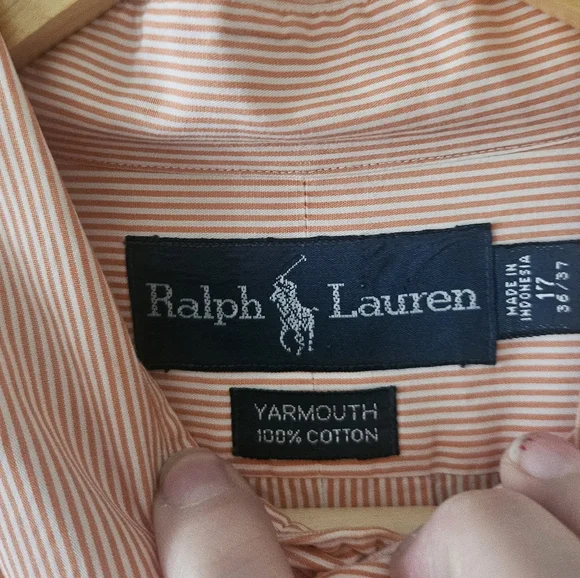 Ralph Lauren
MADE IN
INDONESIA
17
36/37
YARMOUTH
100% COTTON